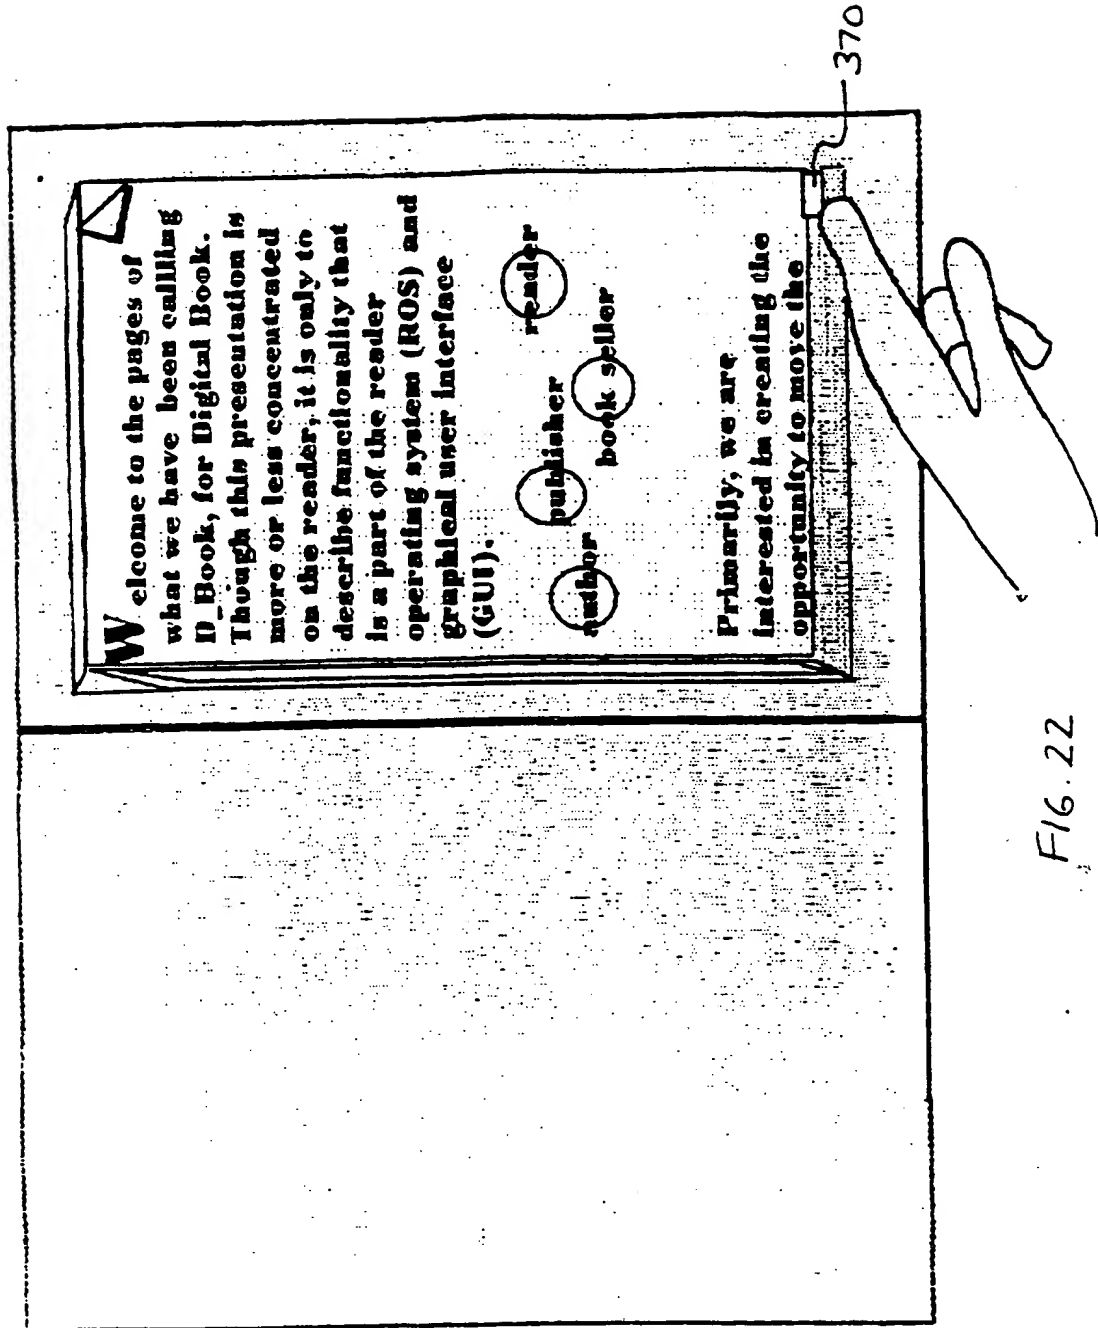 Welcome to the pages of
what we have been callling
D_Book, for Digital Book.
Though this presentation is
more or less concentrated
on the reader, it is only to
describe functionality that
is a part of the reader
operating system (ROS) and
graphical user interface
(GUI).
author
publisher
book seller
reader
Primarily, we are
interested in creating the
opportunity to move the
370
FIG. 22